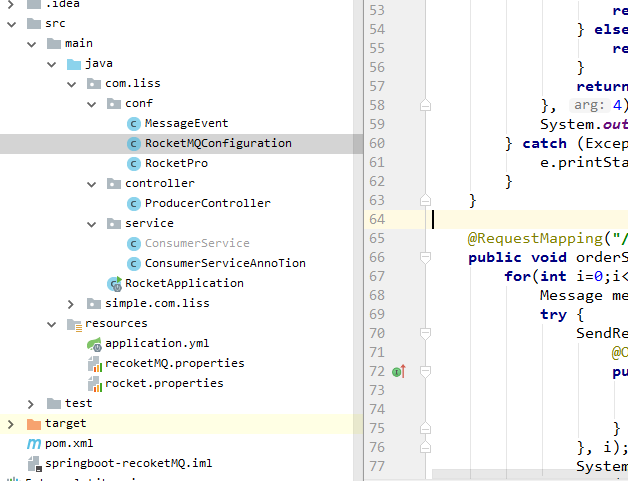 .idea
src
main
java
com.liss
conf
MessageEvent
RocketMQConfiguration
RocketPro
controller
ProducerController
service
ConsumerService
ConsumerServiceAnnoTion
RocketApplication
simple.com.liss
resources
application.yml
recoketMQ.properties
rocket.properties
test
target
pom.xml
springboot-recoketMQ.iml
53 re
54 } else
55 re
56 }
57 return
58 }, arg: 4)
59 System.out
60 } catch (Excep
61 e.printSta
62 }
63 }
64
65 @RequestMapping("/
66 public void orderS
67 for(int i=0;i<
68 Message me
69 try {
70 SendRe
71 @O
72 pu
73
74
75 }
76 }, i);
77 System